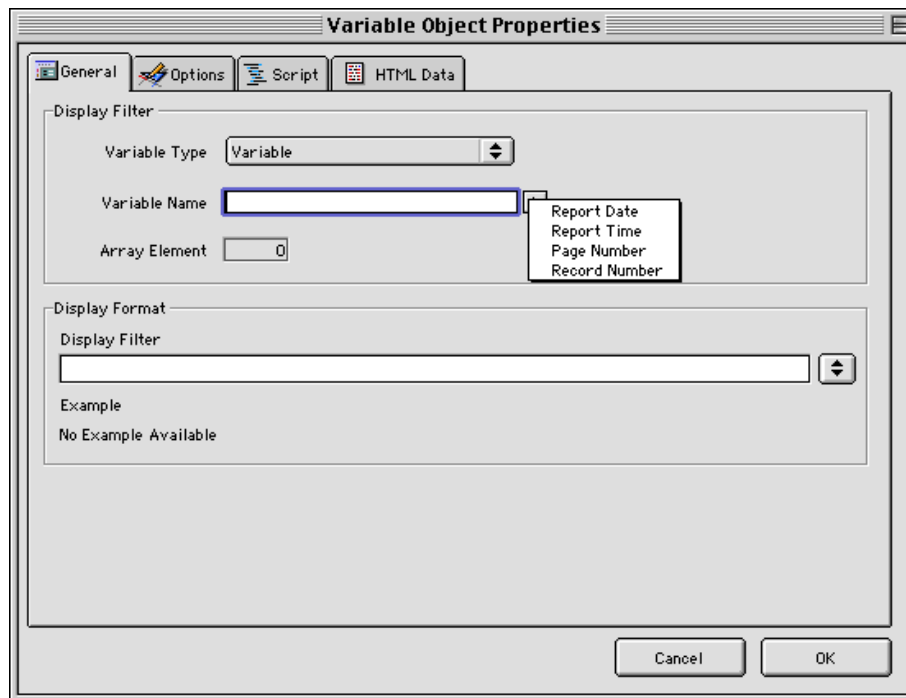 Variable Object Properties
General
Options
Script
HTML Data
Display Filter
Variable Type
Variable
Variable Name
Report Date
Report Time
Page Number
Record Number
Array Element
0
Display Format
Display Filter
Example
No Example Available
Cancel
OK